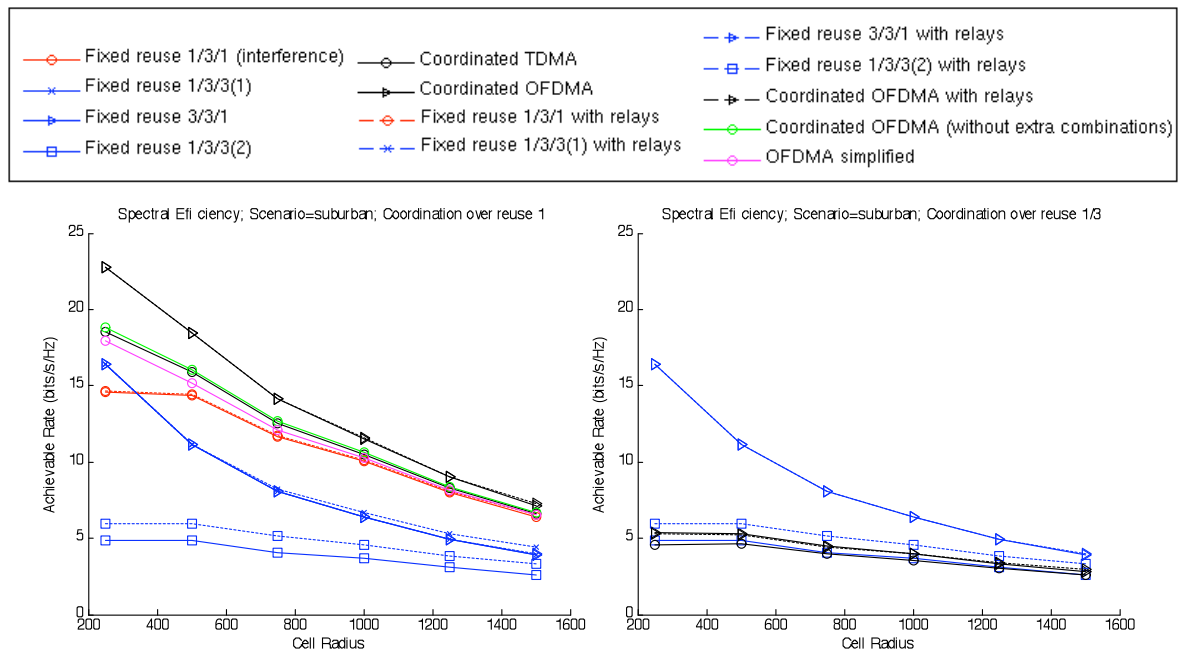 Fixed reuse 1/3/1 (interference)
Fixed reuse 1/3/3(1)
Fixed reuse 3/3/1
Fixed reuse 1/3/3(2)
Coordinated TDMA
Coordinated OFDMA
Fixed reuse 1/3/1 with relays
Fixed reuse 1/3/3(1) with relays
Fixed reuse 3/3/1 with relays
Fixed reuse 1/3/3(2) with relays
Coordinated OFDMA with relays
Coordinated OFDMA (without extra combinations)
OFDMA simplified
Spectral Efi ciency; Scenario=suburban; Coordination over reuse 1
25
20
15
10
5
0
Achievable Rate (bits/s/Hz)
200 400 600 800 1000 1200 1400 1600
Cell Radius
Spectral Efi ciency; Scenario=suburban; Coordination over reuse 1/3
25
20
15
10
5
0
Achievable Rate (bits/s/Hz)
200 400 600 800 1000 1200 1400 1600
Cell Radius